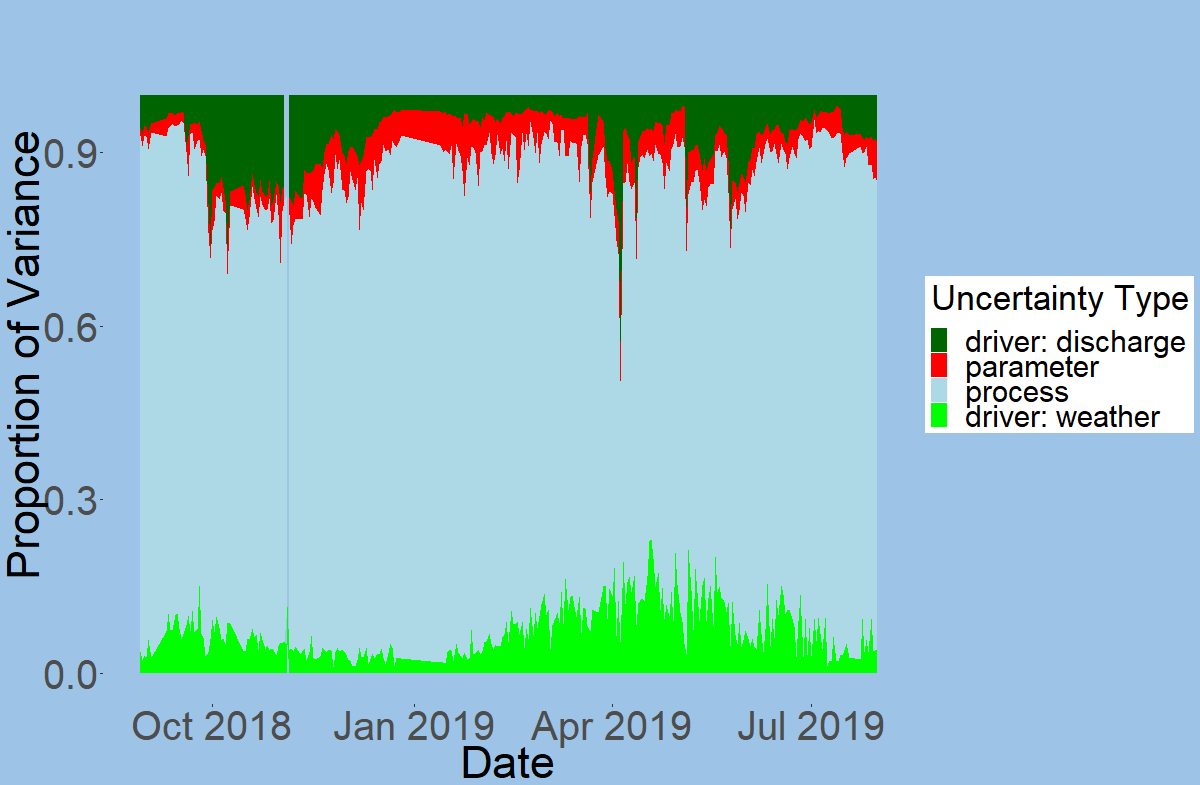 Proportion of Variance
0.9
0.6
0.3
0.0
Oct 2018 Jan 2019 Apr 2019 Jul 2019
Date
Uncertainty Type
driver: discharge
parameter
process
driver: weather